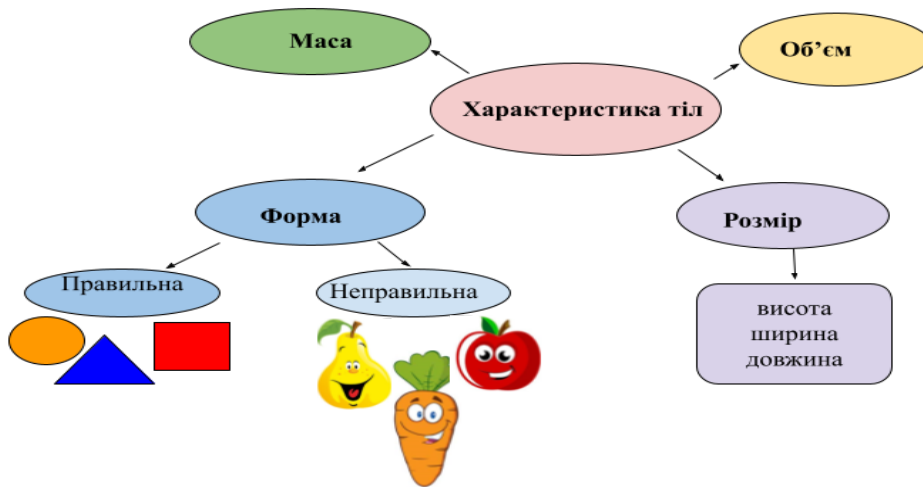 Маса
Об’єм
Характеристика тіл
Форма
Розмір
Правильна
Неправильна
висота
ширина
довжина